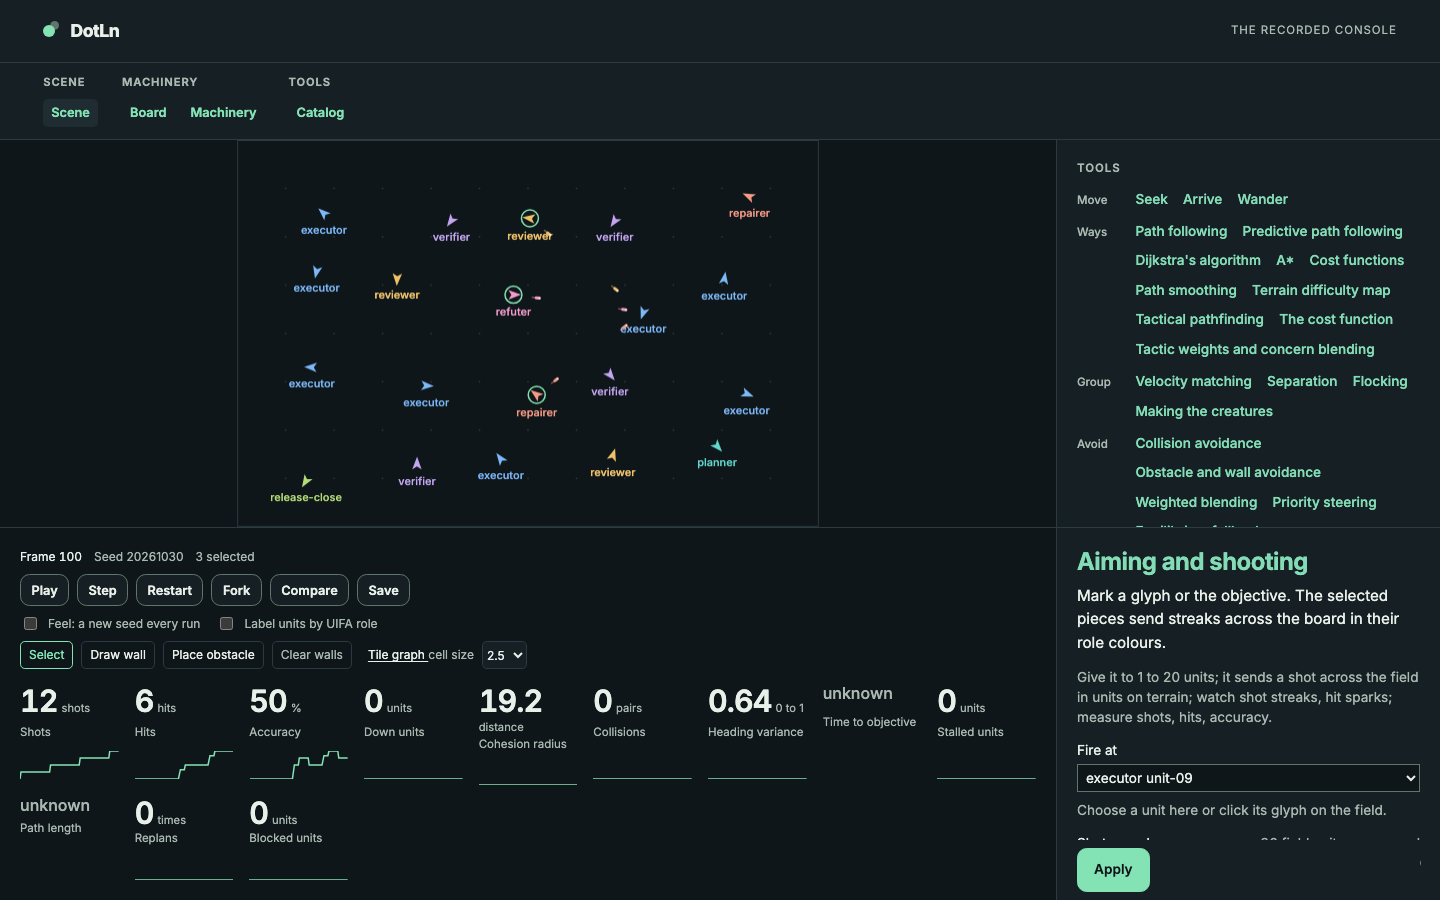 DotLn
THE RECORDED CONSOLE
SCENE
MACHINERY
TOOLS
Scene
Board
Machinery
Catalog
repairer
executor
verifier
reviewer
verifier
executor
reviewer
refuter
executor
executor
executor
executor
repairer
verifier
executor
release-close
verifier
executor
reviewer
planner
TOOLS
Move Seek Arrive Wander
Ways Path following Predictive path following
Dijkstra's algorithm A* Cost functions
Path smoothing Terrain difficulty map
Tactical pathfinding The cost function
Tactic weights and concern blending
Group Velocity matching Separation Flocking
Making the creatures
Avoid Collision avoidance
Obstacle and wall avoidance
Weighted blending Priority steering
Frame 100 Seed 20261030 3 selected
Play Step Restart Fork Compare Save
Feel: a new seed every run Label units by UIFA role
Select Draw wall Place obstacle Clear walls Tile graph cell size 2.5
12 shots
Shots
6 hits
Hits
50 %
Accuracy
0 units
Down units
19.2
distance
Cohesion radius
0 pairs
Collisions
0.64 0 to 1
Heading variance
unknown
Time to objective
0 units
Stalled units
unknown
Path length
0 times
Replans
0 units
Blocked units
Aiming and shooting
Mark a glyph or the objective. The selected
pieces send streaks across the board in their
role colours.
Give it to 1 to 20 units; it sends a shot across the field
in units on terrain; watch shot streaks, hit sparks;
measure shots, hits, accuracy.
Fire at
executor unit-09
Choose a unit here or click its glyph on the field.
Apply